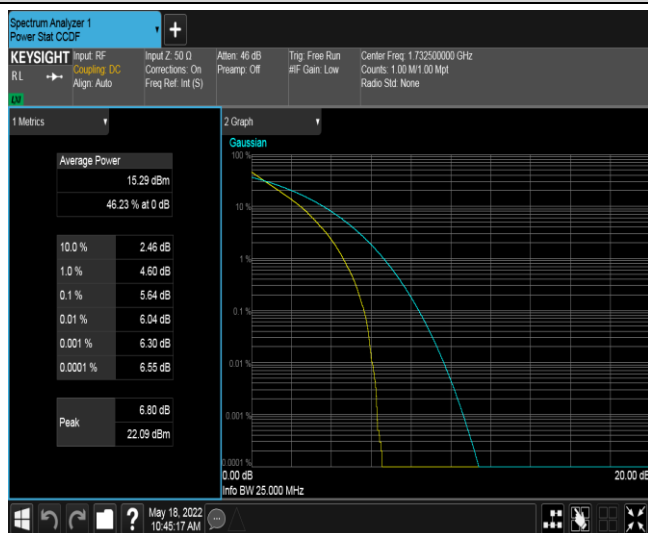 Spectrum Analyzer 1
Power Stat CCDF
+
KEYSIGHT
RL
Input: RF
Coupling: DC
Align: Auto
Input Z: 50 Ω
Corrections: On
Freq Ref: Int (S)
Atten: 46 dB
Preamp: Off
Trig: Free Run
#IF Gain: Low
Center Freq: 1.732500000 GHz
Counts: 1.00 M/1.00 Mpt
Radio Std: None
1 Metrics
Average Power
15.29 dBm
46.23 % at 0 dB
10.0 % 2.46 dB
1.0 % 4.60 dB
0.1 % 5.64 dB
0.01 % 6.04 dB
0.001 % 6.30 dB
0.0001 % 6.55 dB
Peak
6.80 dB
22.09 dBm
2 Graph
Gaussian
100 %
10 %
1 %
0.1 %
0.01 %
0.001 %
0.0001 %
0.00 dB 20.00 dB
Info BW 25.000 MHz
?
May 18, 2022
10:45:17 AM